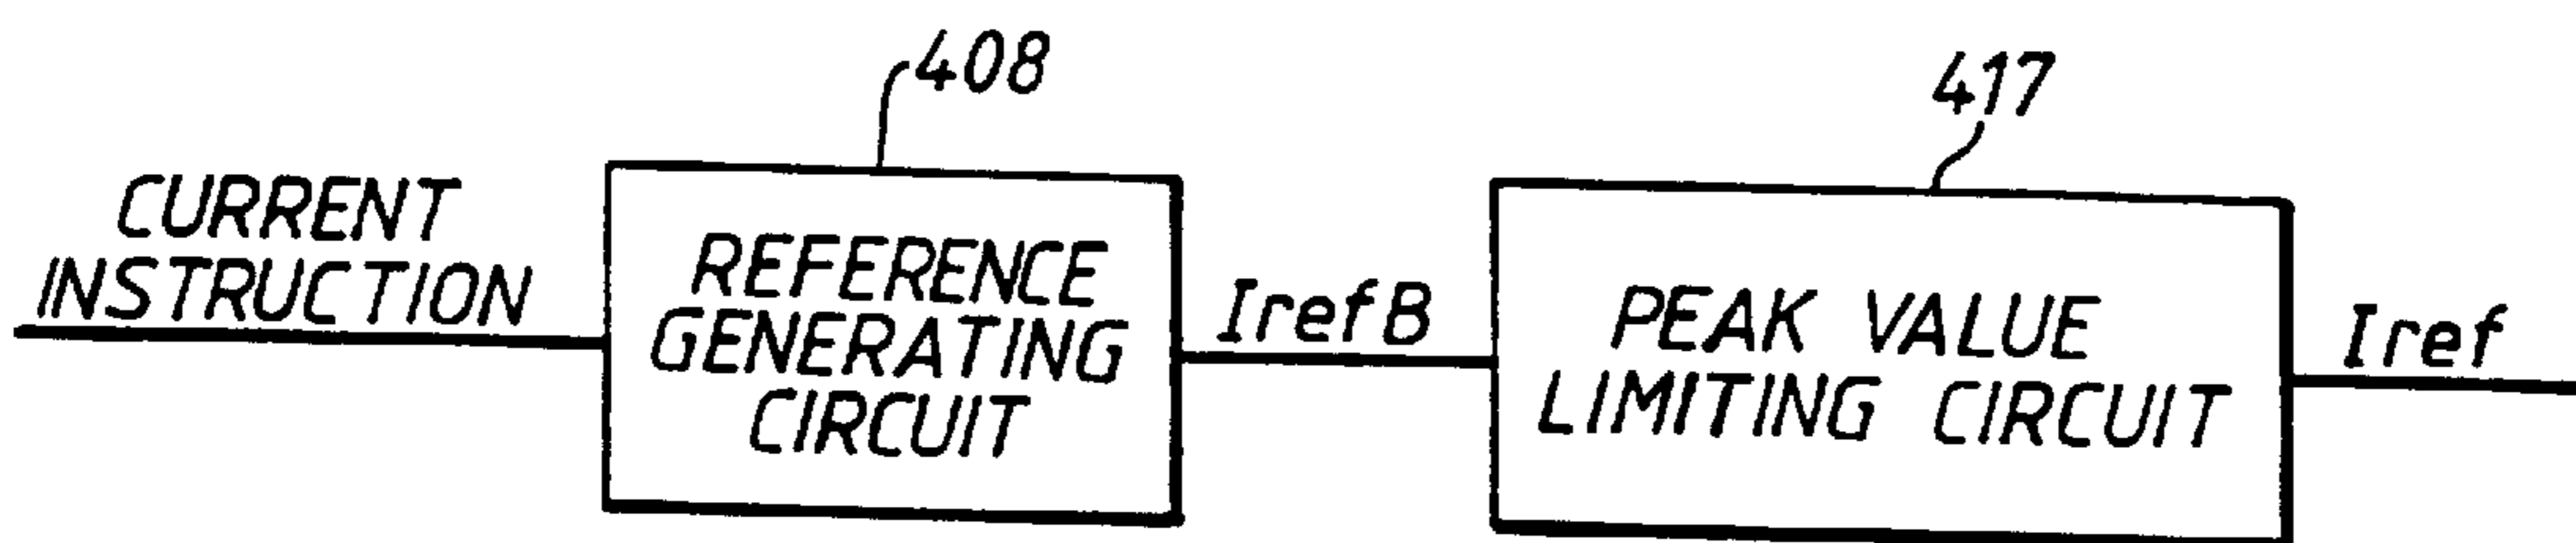 408
417
CURRENT
INSTRUCTION
REFERENCE
GENERATING
CIRCUIT
IrefB
PEAK VALUE
LIMITING CIRCUIT
Iref